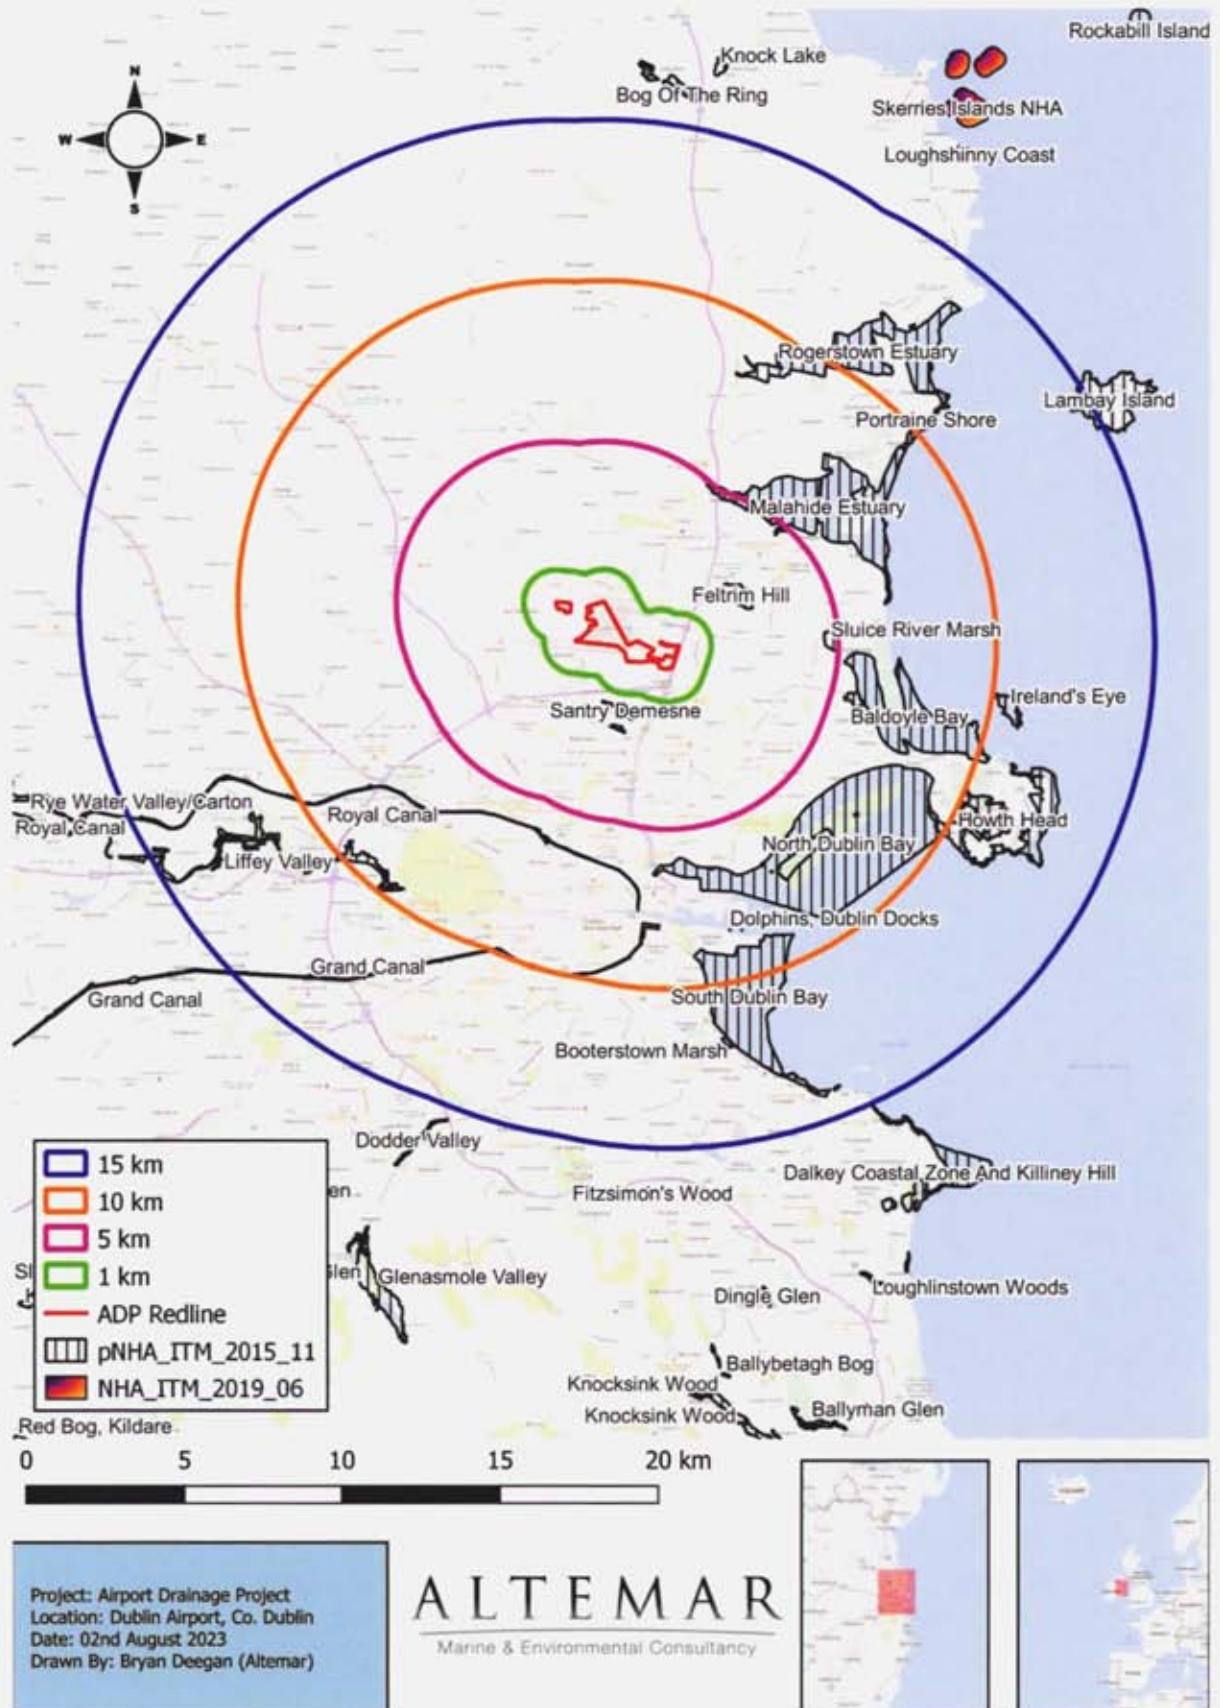 Rockabill Island
Knock Lake
Bog Of The Ring
Skerries Islands NHA
Loughshinny Coast
N
W
E
S
Rogerstown Estuary
Lambay Island
Portraine Shore
Malahide Estuary
Feltrim Hill
Sluice River Marsh
Ireland's Eye
Santry Demesne
Baldoyle Bay
Rye Water Valley/Carton
Royal Canal
Royal Canal
Howth Head
North Dublin Bay
Liffey Valley
Dolphins, Dublin Docks
Grand Canal
Grand Canal
South Dublin Bay
Booterstown Marsh
Dodder Valley
Dalkey Coastal Zone And Killiney Hill
Fitzsimon's Wood
en
Sl
Glen
Glenasmole Valley
Loughlinstown Woods
Dingle Glen
Ballybetagh Bog
Knocksink Wood
Knocksink Wood
Ballyman Glen
15 km
10 km
5 km
1 km
ADP Redline
pNHA_ITM_2015_11
NHA_ITM_2019_06
Red Bog, Kildare
0 5 10 15 20 km
Project: Airport Drainage Project
Location: Dublin Airport, Co. Dublin
Date: 02nd August 2023
Drawn By: Bryan Deegan (Altemar)
ALTEMAR
Marine & Environmental Consultancy